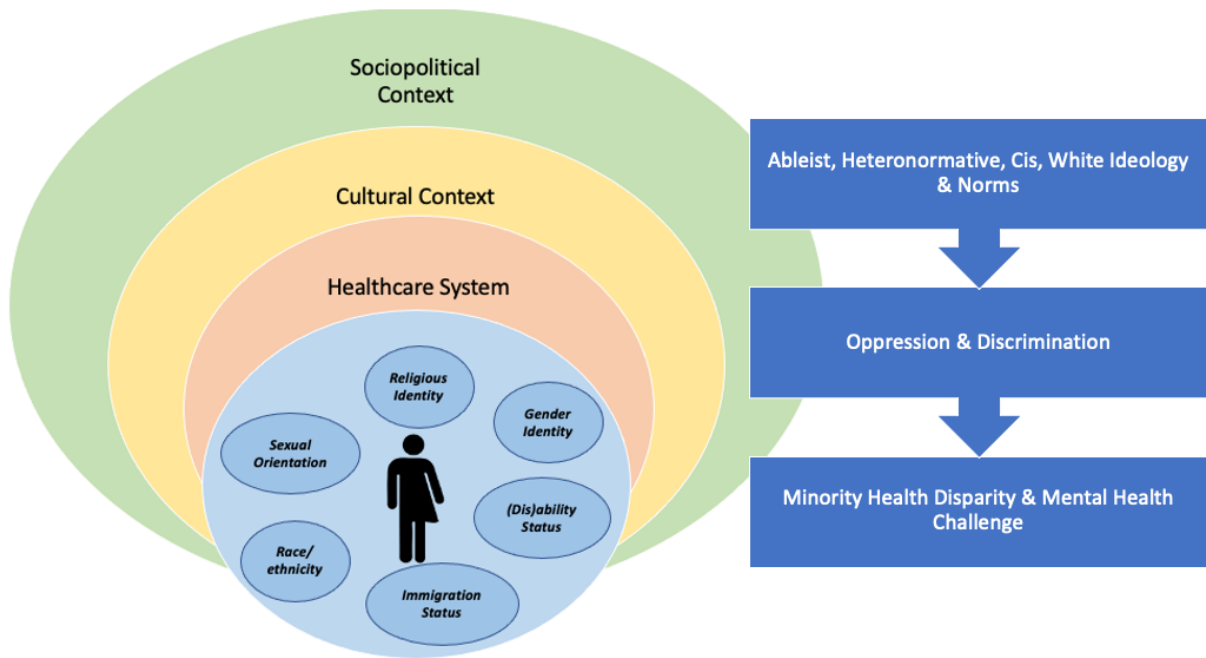 Sociopolitical
Context
Cultural Context
Healthcare System
Religious
Identity
Gender
Identity
Sexual
Orientation
(Dis)ability
Status
Race/
ethnicity
Immigration
Status
Ableist, Heteronormative, Cis, White Ideology
& Norms
Oppression & Discrimination
Minority Health Disparity & Mental Health
Challenge